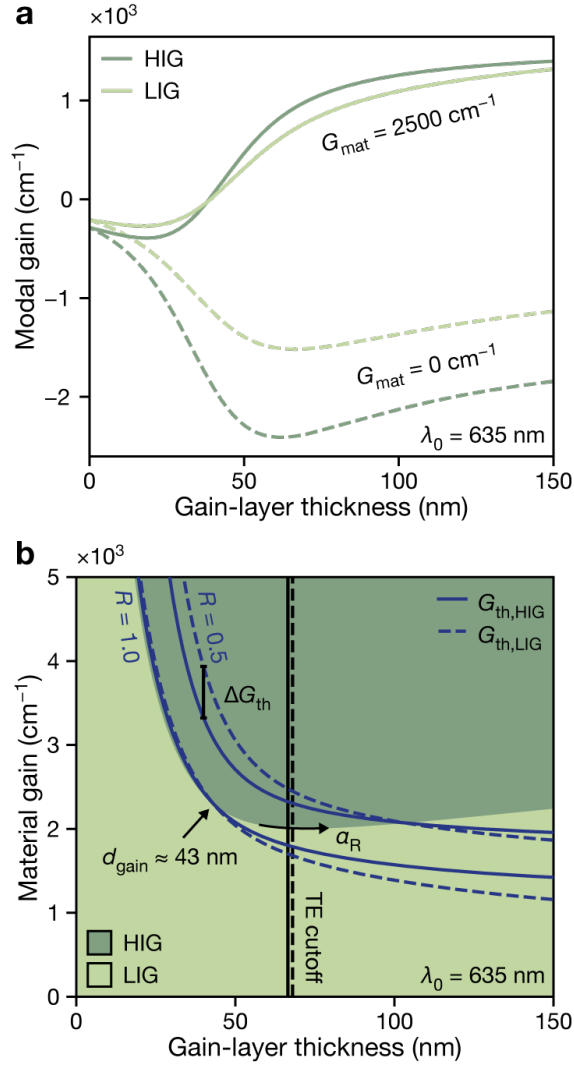 a
×10³
HIG
LIG
G_mat = 2500 cm⁻¹
G_mat = 0 cm⁻¹
λ₀ = 635 nm
Modal gain (cm⁻¹)
1
0
−1
−2
0
50
100
150
Gain-layer thickness (nm)
b
×10³
R = 1.0
R = 0.5
G_th,HIG
G_th,LIG
ΔG_th
α_R
d_gain ≈ 43 nm
TE cutoff
HIG
LIG
λ₀ = 635 nm
Material gain (cm⁻¹)
5
4
3
2
1
0
0
50
100
150
Gain-layer thickness (nm)